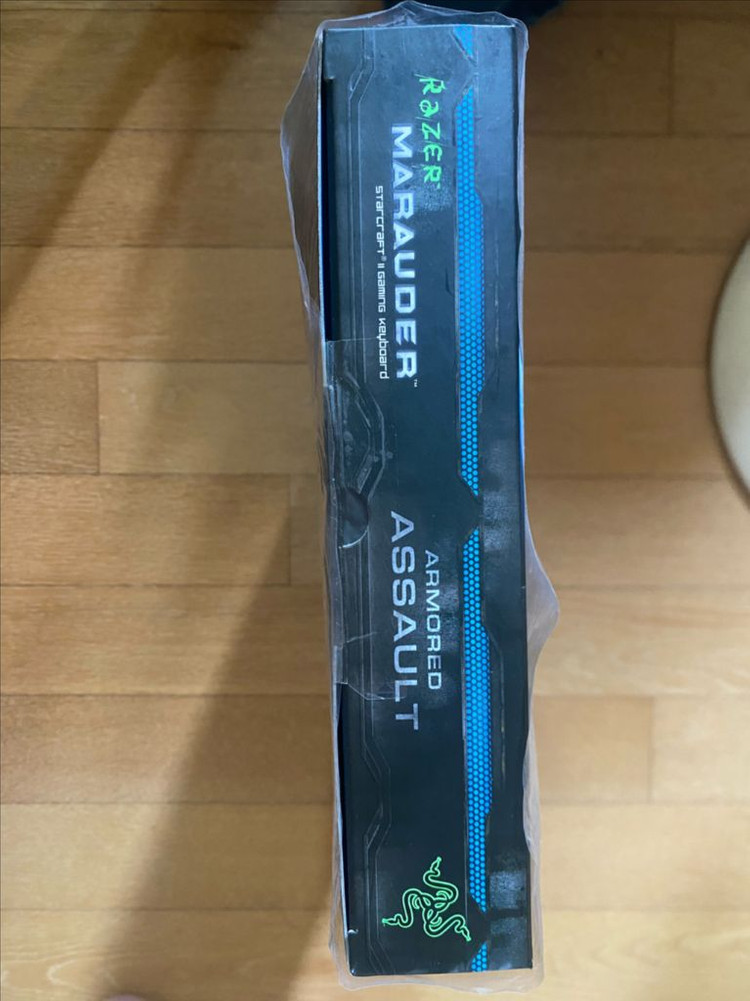 RAZER
MARAUDER™
STARCRAFT® II GAMING KEYBOARD
ARMORED
ASSAULT